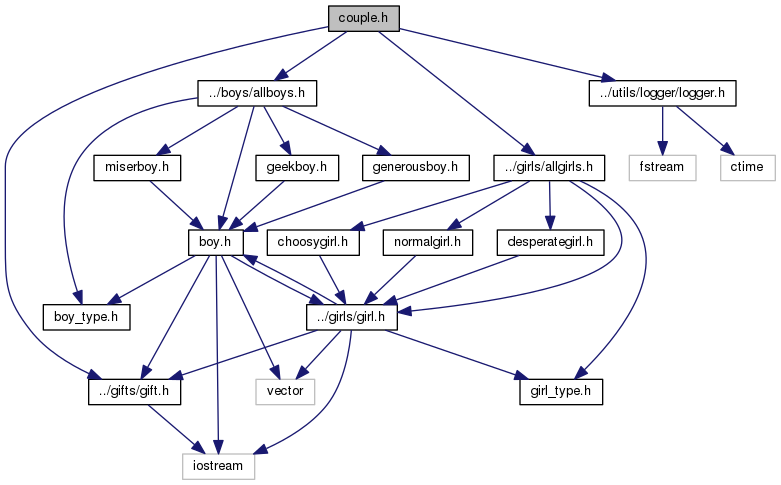 couple.h
../boys/allboys.h
../utils/logger/logger.h
miserboy.h
geekboy.h
generousboy.h
../girls/allgirls.h
fstream
ctime
boy.h
choosygirl.h
normalgirl.h
desperategirl.h
boy_type.h
../girls/girl.h
../gifts/gift.h
vector
girl_type.h
iostream